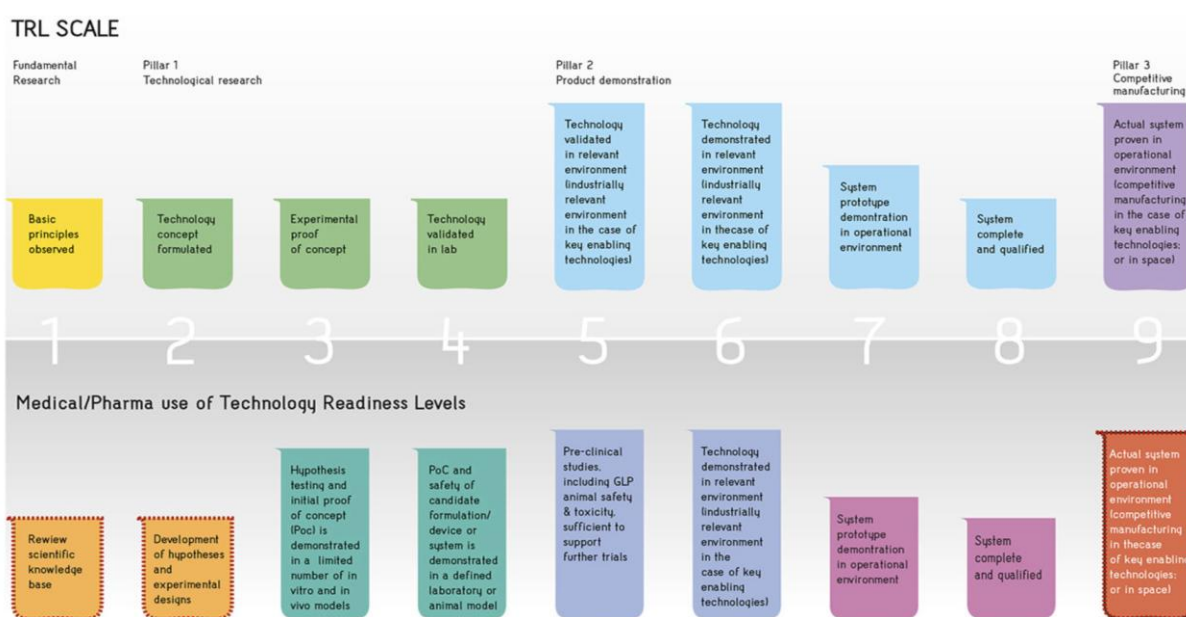 TRL SCALE
Fundamental
Research
Pillar 1
Technological research
Pillar 2
Product demonstration
Pillar 3
Competitive
manufacturing
Basic
principles
observed
Technology
concept
formulated
Experimental
proof
of concept
Technology
validated
in lab
Technology
validated
in relevant
environment
(industrially
relevant
environment
in the case of
key enabling
technologies)
Technology
demonstrated
in relevant
environment
(industrially
relevant
environment
in thecase of
key enabling
technologies)
System
prototype
demontration
in operational
environment
System
complete
and qualified
Actual system
proven in
operational
environment
(competitive
manufacturing
in the case of
key enabling
technologies;
or in space)
1 2 3 4 5 6 7 8 9
Medical/Pharma use of Technology Readiness Levels
Rewiew
scientific
knowledge
base
Development
of hypotheses
and
experimental
designs
Hypothesis
testing and
initial proof
of concept
(Poc) is
demonstrated
in a limited
number of in
vitro and in
vivo models
PoC and
safety of
candidate
formulation/
device or
system is
demonstrated
in a defined
laboratory or
animal model
Pre-clinical
studies,
including GLP
animal safety
& toxicity,
sufficient to
support
further trials
Technology
demonstrated
in relevant
environment
(industrially
relevant
environment
in the
case of key
enabling
technologies)
System
prototype
demontration
in operational
environment
System
complete
and qualified
Actual system
proven in
operational
environment
(competitive
manufacturing
in thecase
of key enabling
technologies;
or in space)